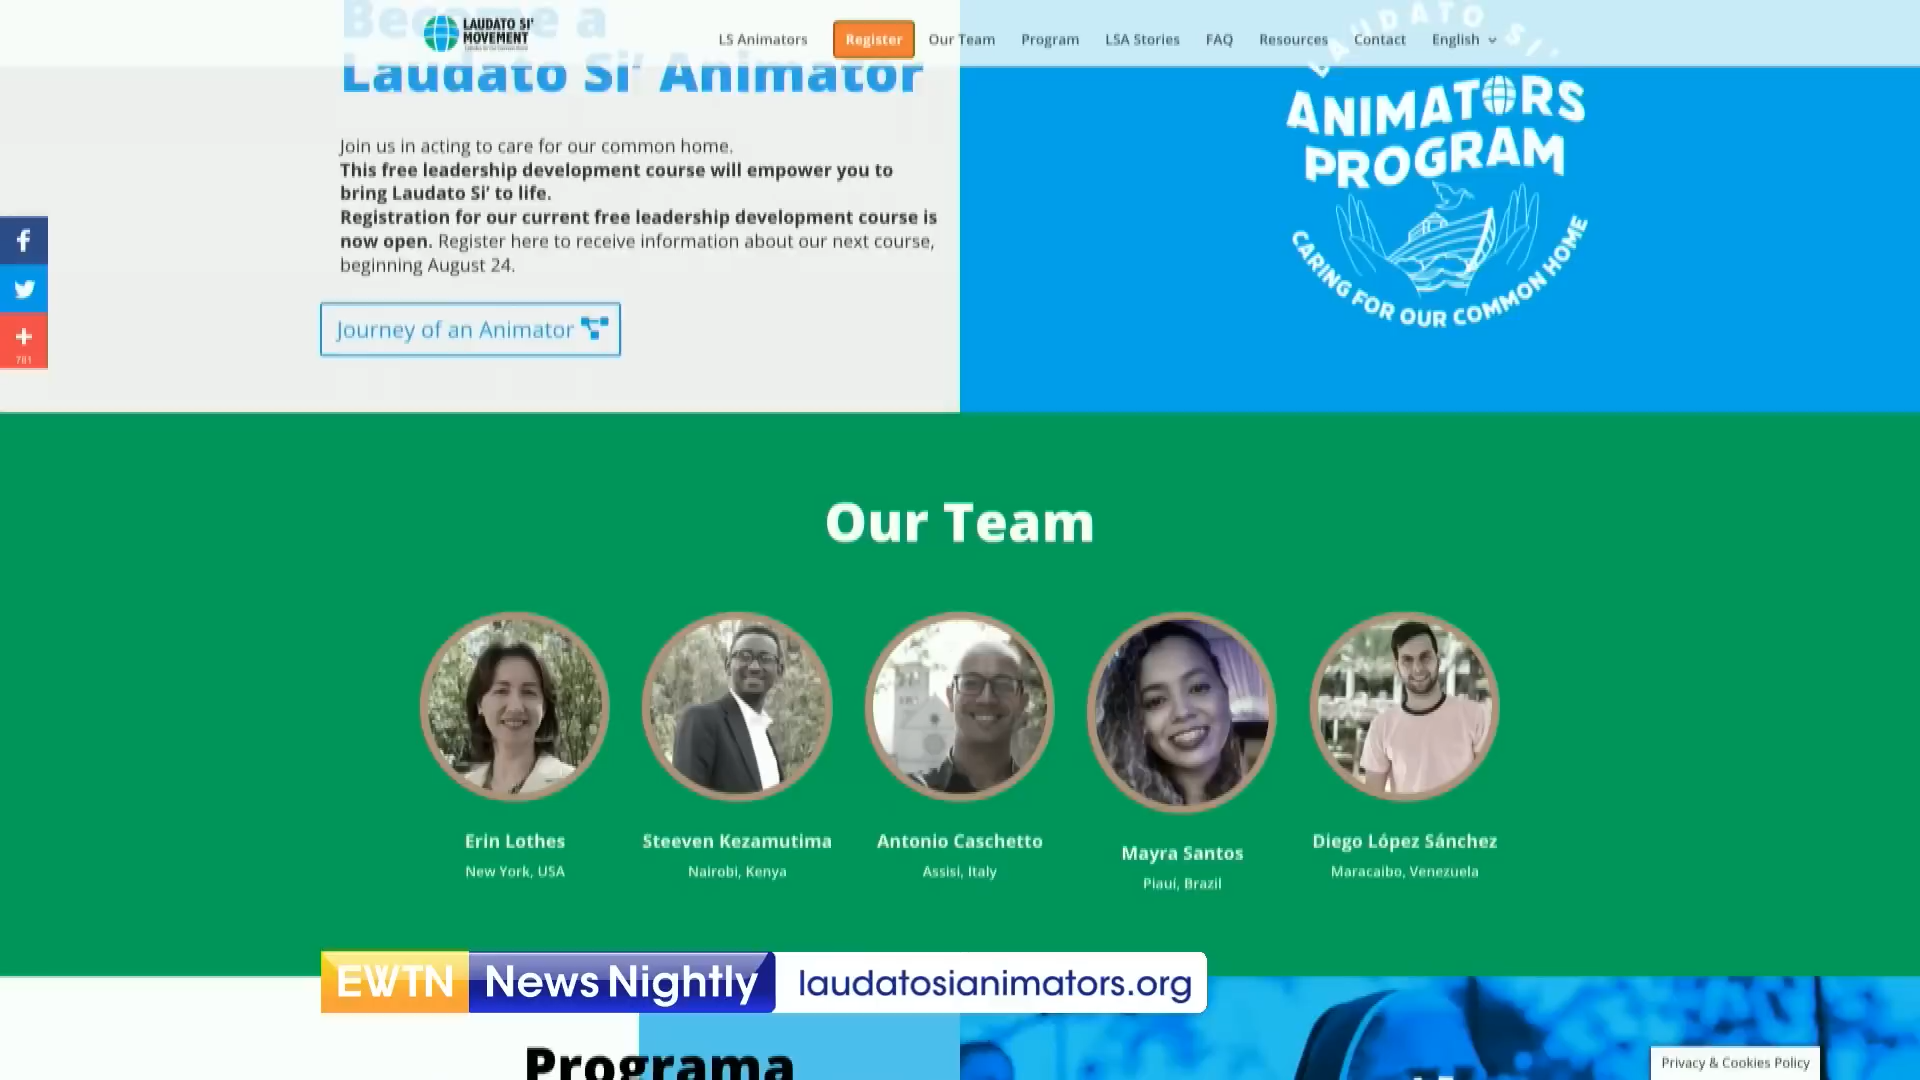 Become a
LAUDATO SI'
MOVEMENT
LS Animators
Register
Our Team
Program
LSA Stories
FAQ
Resources
Contact
English
Laudato Si' Animator
Join us in acting to care for our common home.
This free leadership development course will empower you to
bring Laudato Si' to life.
Registration for our current free leadership development course is
now open. Register here to receive information about our next course,
beginning August 24.
Journey of an Animator
781
LAUDATO SI'
ANIMATORS
PROGRAM
CARING FOR OUR COMMON HOME
Our Team
Erin Lothes
New York, USA
Steeven Kezamutima
Nairobi, Kenya
Antonio Caschetto
Assisi, Italy
Mayra Santos
Piauí, Brazil
Diego López Sánchez
Maracaibo, Venezuela
EWTN News Nightly laudatosianimators.org
Programa
Privacy & Cookies Policy